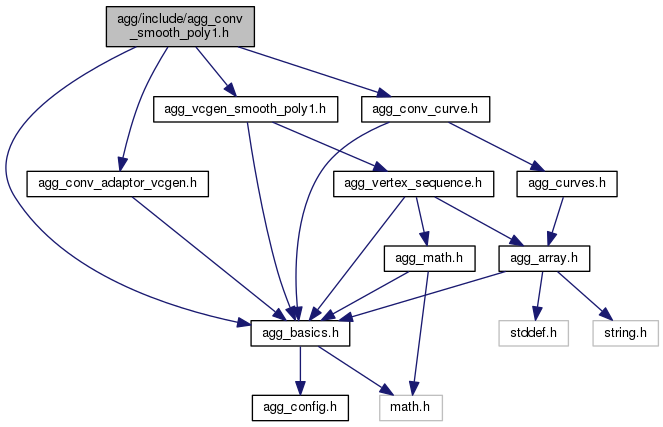 agg/include/agg_conv
_smooth_poly1.h
agg_vcgen_smooth_poly1.h
agg_conv_curve.h
agg_conv_adaptor_vcgen.h
agg_vertex_sequence.h
agg_curves.h
agg_math.h
agg_array.h
agg_basics.h
stddef.h
string.h
agg_config.h
math.h